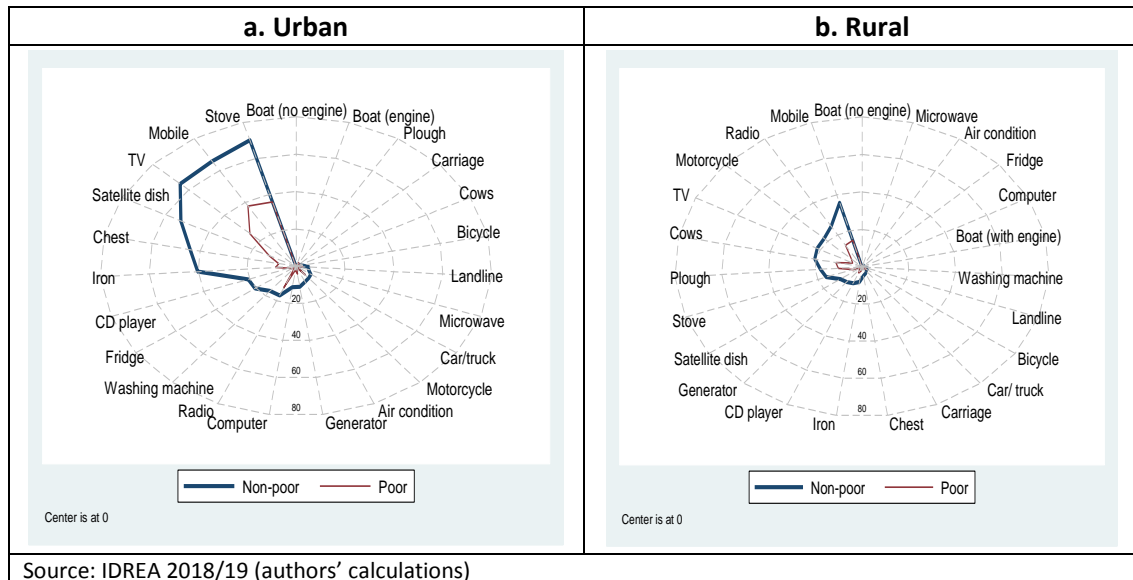 a. Urban
b. Rural
Boat (no engine)
Boat (engine)
Plough
Carriage
Cows
Bicycle
Landline
Microwave
Car/truck
Motorcycle
Air condition
Generator
Computer
Radio
Washing machine
Fridge
CD player
Iron
Chest
Satellite dish
TV
Mobile
Stove
20
40
60
80
Non-poor
Poor
Center is at 0
Boat (no engine)
Microwave
Air condition
Fridge
Computer
Boat (with engine)
Washing machine
Landline
Bicycle
Car/ truck
Carriage
Chest
Iron
CD player
Generator
Satellite dish
Stove
Plough
Cows
TV
Motorcycle
Radio
Mobile
20
40
60
80
Non-poor
Poor
Center is at 0
Source: IDREA 2018/19 (authors’ calculations)